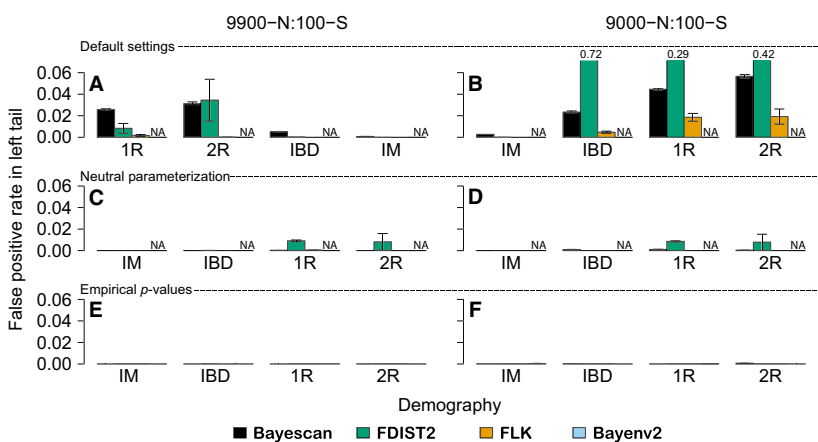 9900−N:100−S 9000−N:100−S
Default settings
0.72 0.29 0.42
A B
0.06
0.04
0.02
0.00
NA NA NA NA NA NA NA NA
1R 2R IBD IM IM IBD 1R 2R
Neutral parameterization
C D
0.06
0.04
0.02
0.00
NA NA NA NA NA NA NA NA
IM IBD 1R 2R IM IBD 1R 2R
Empirical p-values
E F
0.06
0.04
0.02
0.00
IM IBD 1R 2R IM IBD 1R 2R
False positive rate in left tail
Demography
Bayescan FDIST2 FLK Bayenv2